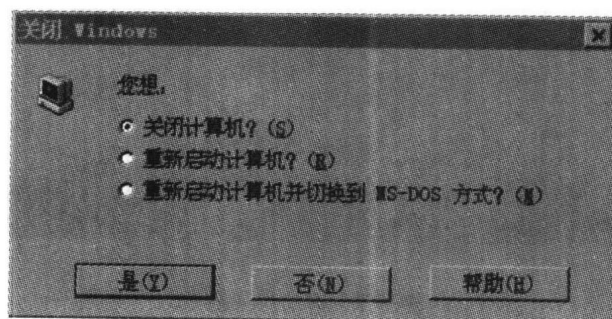 关闭 Windows
您想:
关闭计算机?(S)
重新启动计算机?(R)
重新启动计算机并切换到 MS-DOS 方式?(M)
是(Y) 否(N) 帮助(H)